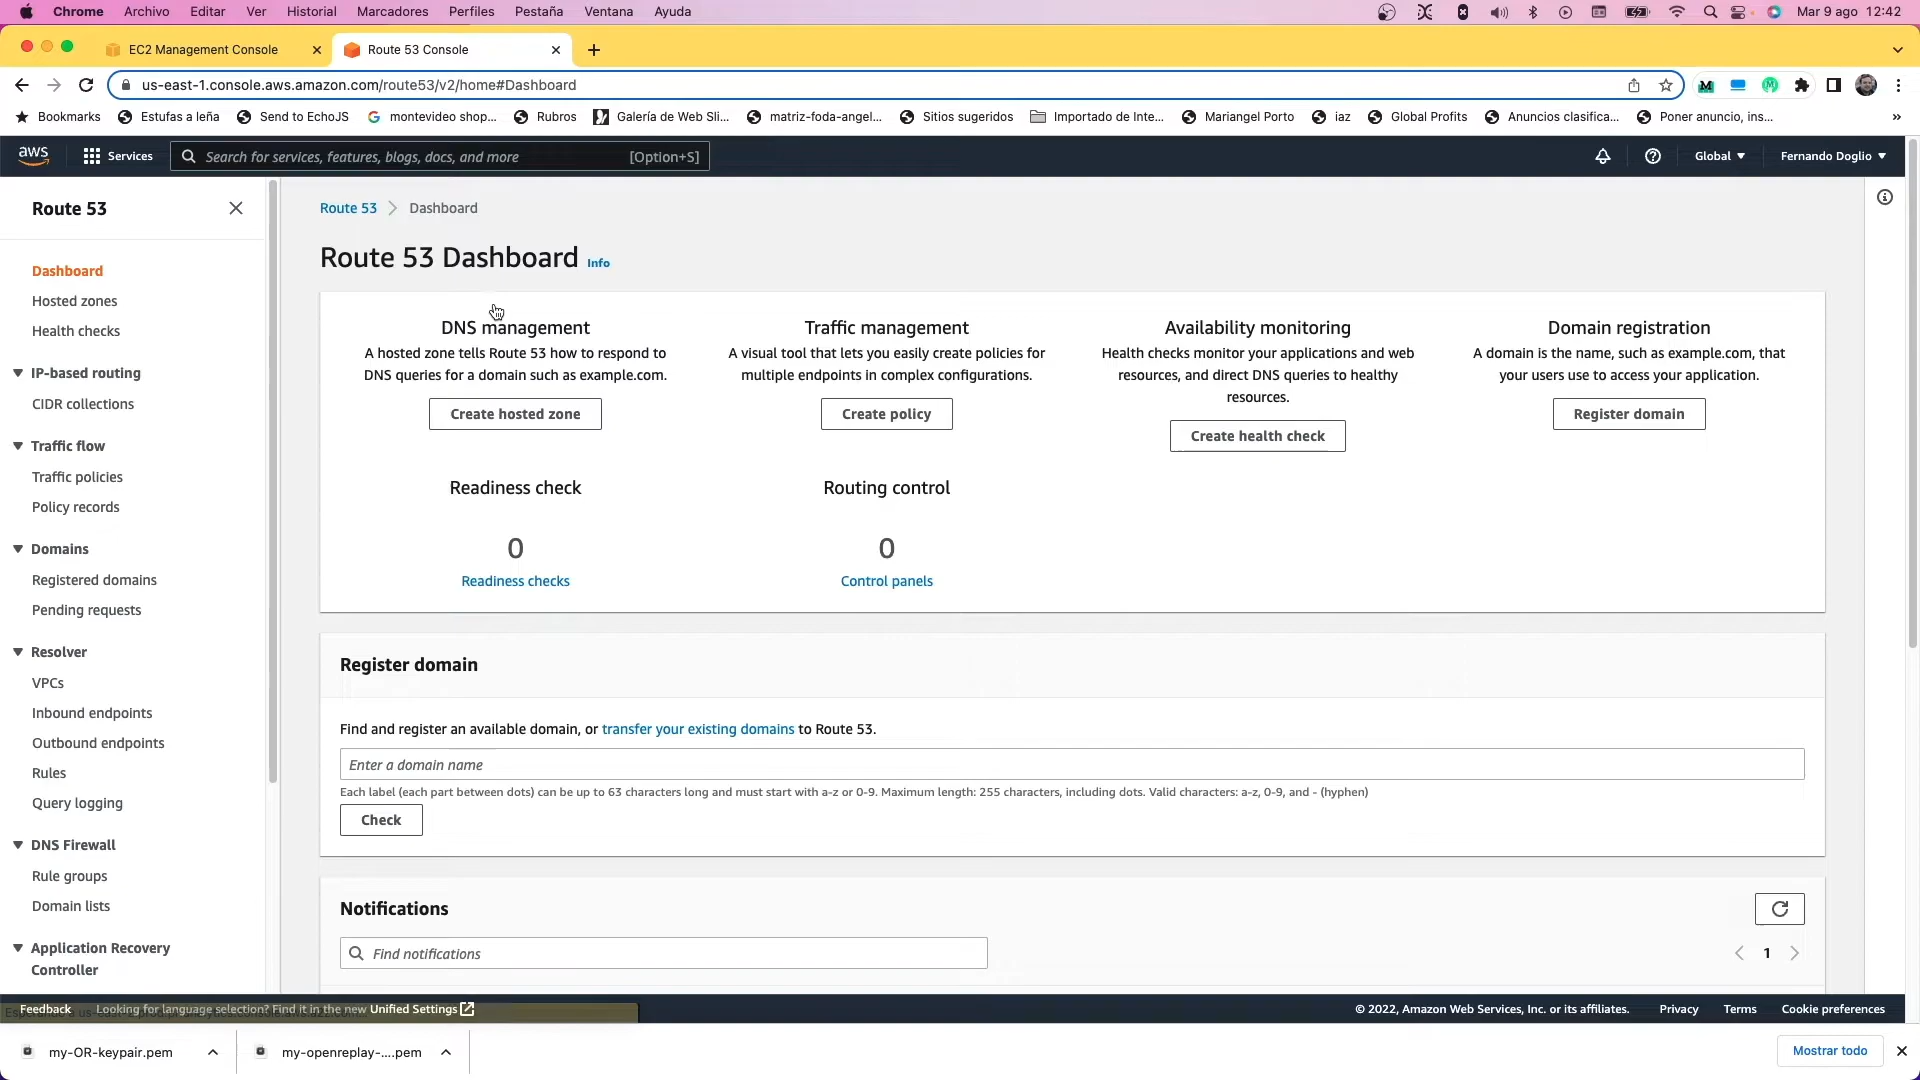 Chrome Archivo Editar Ver Historial Marcadores Perfiles Pestaña Ventana Ayuda Mar 9 ago 12:42
EC2 Management Console
Route 53 Console
us-east-1.console.aws.amazon.com/route53/v2/home#Dashboard
Bookmarks Estufas a leña Send to EchoJS montevideo shop... Rubros Galería de Web Sli... matriz-foda-angel... Sitios sugeridos Importado de Inte... Mariangel Porto iaz Global Profits Anuncios clasifica... Poner anuncio, ins... »
aws Services Search for services, features, blogs, docs, and more [Option+S] Global Fernando Doglio
Route 53
Dashboard
Hosted zones
Health checks
IP-based routing
CIDR collections
Traffic flow
Traffic policies
Policy records
Domains
Registered domains
Pending requests
Resolver
VPCs
Inbound endpoints
Outbound endpoints
Rules
Query logging
DNS Firewall
Rule groups
Domain lists
Application Recovery
Controller
Route 53 Dashboard
Route 53 Dashboard Info
DNS management
A hosted zone tells Route 53 how to respond to
DNS queries for a domain such as example.com.
Create hosted zone
Traffic management
A visual tool that lets you easily create policies for
multiple endpoints in complex configurations.
Create policy
Availability monitoring
Health checks monitor your applications and web
resources, and direct DNS queries to healthy
resources.
Create health check
Domain registration
A domain is the name, such as example.com, that
your users use to access your application.
Register domain
Readiness check
0
Readiness checks
Routing control
0
Control panels
Register domain
Find and register an available domain, or transfer your existing domains to Route 53.
Enter a domain name
Each label (each part between dots) can be up to 63 characters long and must start with a-z or 0-9. Maximum length: 255 characters, including dots. Valid characters: a-z, 0-9, and - (hyphen)
Check
Notifications
Find notifications
1
Feedback Looking for language selection? Find it in the new Unified Settings © 2022, Amazon Web Services, Inc. or its affiliates. Privacy Terms Cookie preferences
my-OR-keypair.pem my-openreplay-....pem Mostrar todo